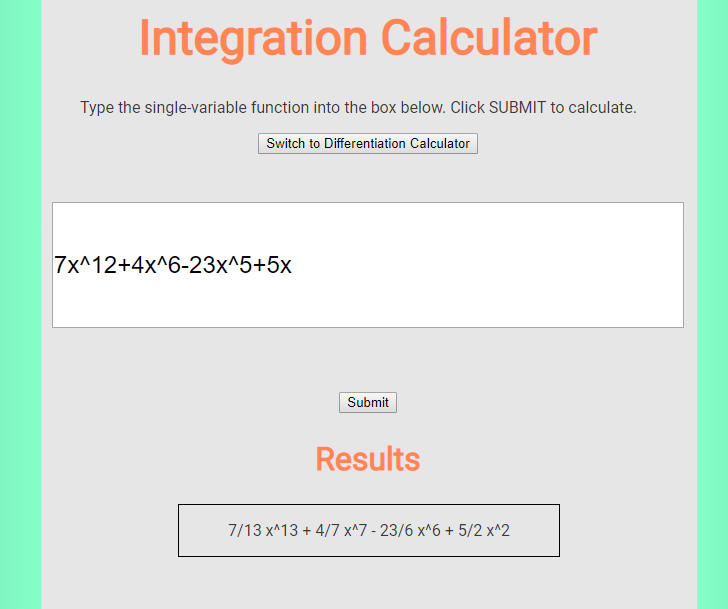 Integration Calculator
Type the single-variable function into the box below. Click SUBMIT to calculate.
Switch to Differentiation Calculator
7x^12+4x^6-23x^5+5x
Submit
Results
7/13 x^13 + 4/7 x^7 - 23/6 x^6 + 5/2 x^2